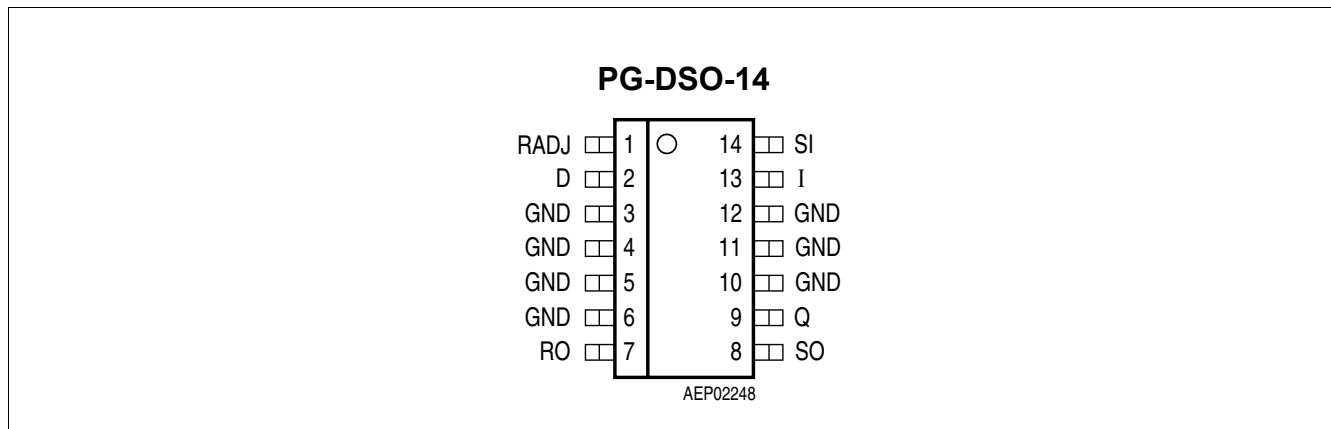 PG-DSO-14
RADJ 1 14 SI
D 2 13 I
GND 3 12 GND
GND 4 11 GND
GND 5 10 GND
GND 6 9 Q
RO 7 8 SO
AEP02248